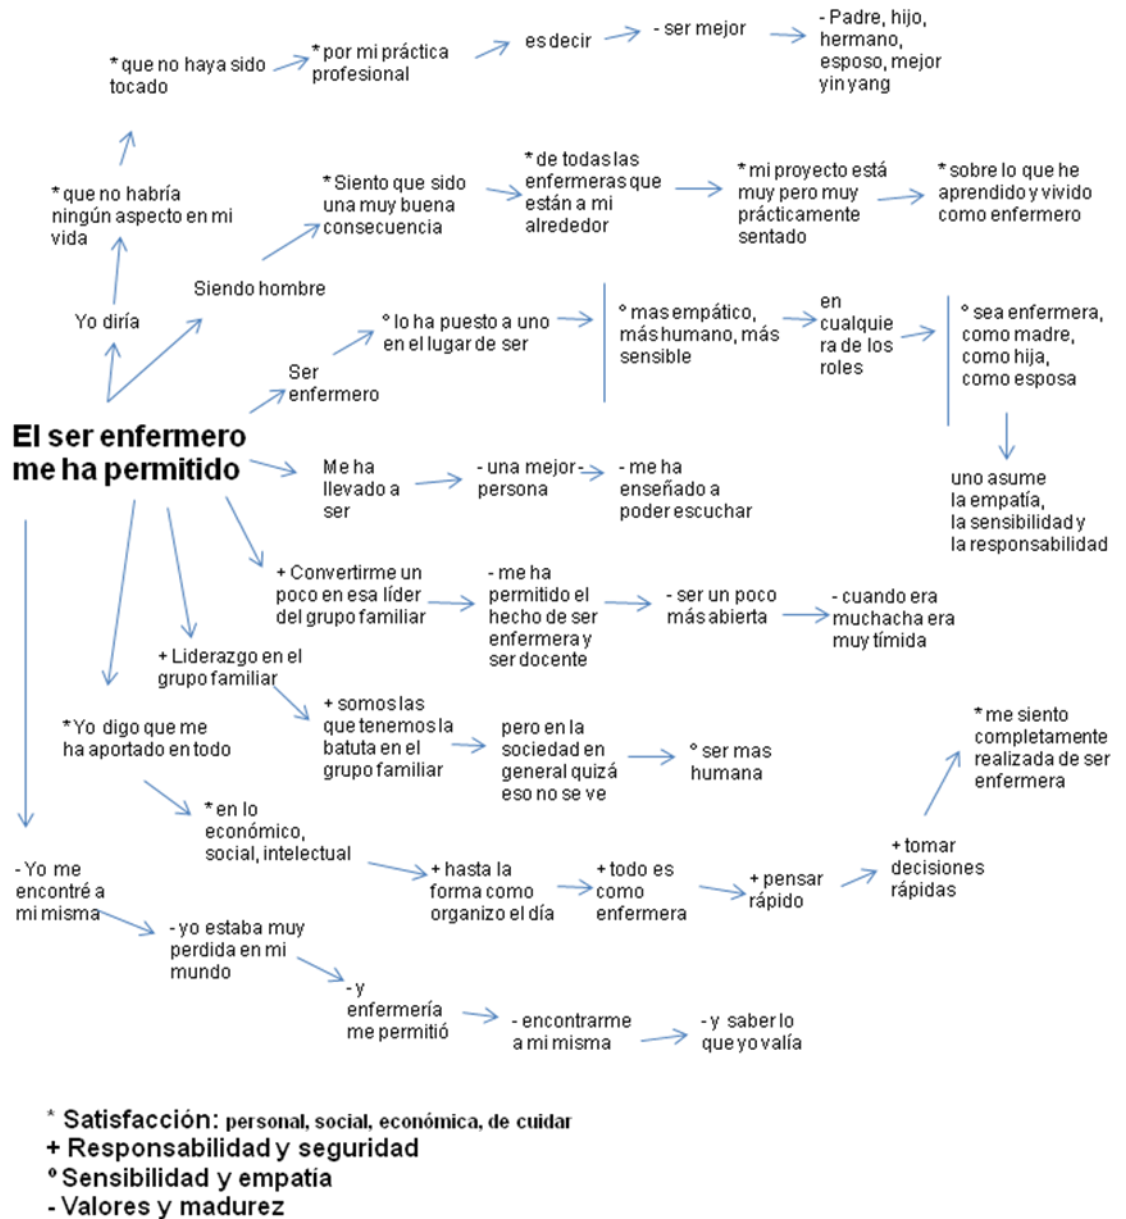 * que no haya sido
tocado
* por mi práctica
profesional
es decir
- ser mejor
- Padre, hijo,
hermano,
esposo, mejor
yin yang
* que no habría
ningún aspecto en mi
vida
* Siento que sido
una muy buena
consecuencia
* de todas las
enfermeras que
están a mi
alrededor
* mi proyecto está
muy pero muy
prácticamente
sentado
* sobre lo que he
aprendido y vivido
como enfermero
Yo diría
Siendo hombre
Ser
enfermero
º lo ha puesto a uno
en el lugar de ser
º mas empático,
más humano, más
sensible
en
cualquie
ra de los
roles
º sea enfermera,
como madre,
como hija,
como esposa
uno asume
la empatía,
la sensibilidad y
la responsabilidad
El ser enfermero
me ha permitido
Me ha
llevado a
ser
- una mejor-
persona
- me ha
enseñado a
poder escuchar
+ Convertirme un
poco en esa líder
del grupo familiar
- me ha
permitido el
hecho de ser
enfermera y
ser docente
- ser un poco
más abierta
- cuando era
muchacha era
muy tímida
+ Liderazgo en el
grupo familiar
+ somos las
que tenemos la
batuta en el
grupo familiar
pero en la
sociedad en
general quizá
eso no se ve
º ser mas
humana
*Yo digo que me
ha aportado en todo
* en lo
económico,
social, intelectual
+ hasta la
forma como
organizo el día
+ todo es
como
enfermera
+ pensar
rápido
+ tomar
decisiones
rápidas
* me siento
completamente
realizada de ser
enfermera
- Yo me
encontré a
mi misma
- yo estaba muy
perdida en mi
mundo
- y
enfermería
me permitió
- encontrarme
a mi misma
- y saber lo
que yo valía
* Satisfacción: personal, social, económica, de cuidar
+ Responsabilidad y seguridad
º Sensibilidad y empatía
- Valores y madurez